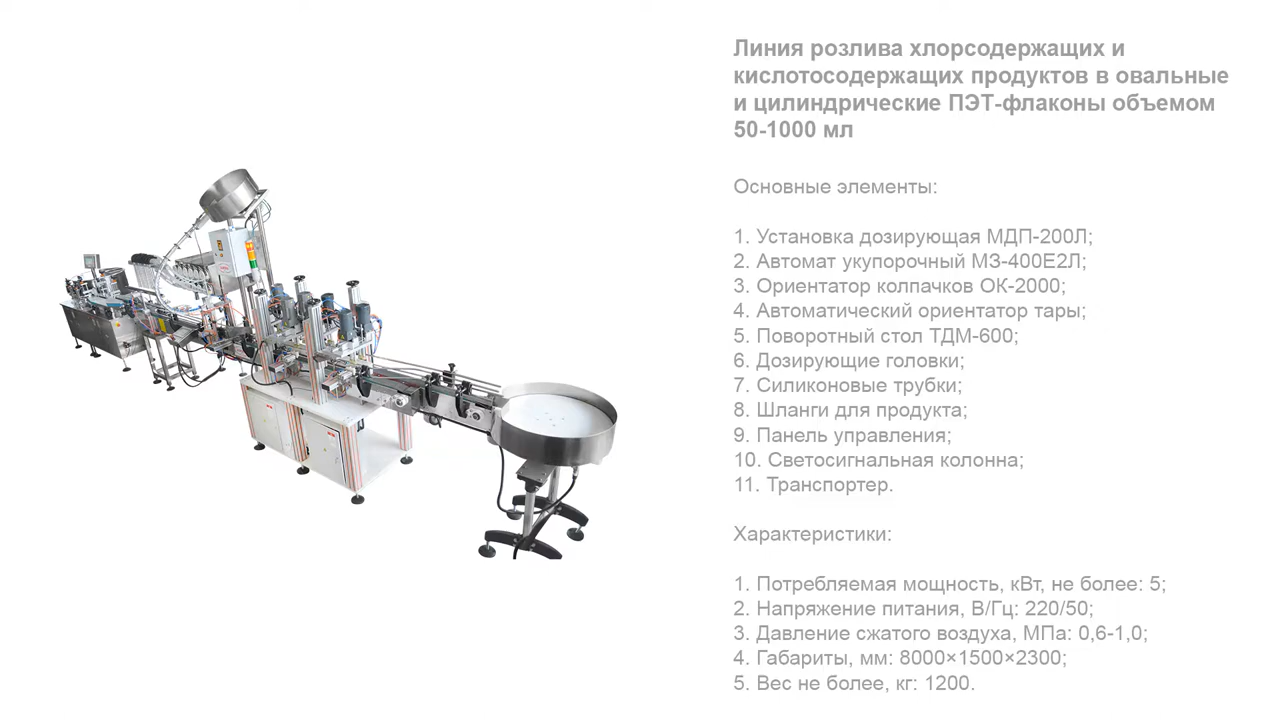 Линия розлива хлорсодержащих и
кислотосодержащих продуктов в овальные
и цилиндрические ПЭТ-флаконы объемом
50-1000 мл
Основные элементы:
1. Установка дозирующая МДП-200Л;
2. Автомат укупорочный МЗ-400Е2Л;
3. Ориентатор колпачков ОК-2000;
4. Автоматический ориентатор тары;
5. Поворотный стол ТДМ-600;
6. Дозирующие головки;
7. Силиконовые трубки;
8. Шланги для продукта;
9. Панель управления;
10. Светосигнальная колонна;
11. Транспортер.
Характеристики:
1. Потребляемая мощность, кВт, не более: 5;
2. Напряжение питания, В/Гц: 220/50;
3. Давление сжатого воздуха, МПа: 0,6-1,0;
4. Габариты, мм: 8000×1500×2300;
5. Вес не более, кг: 1200.